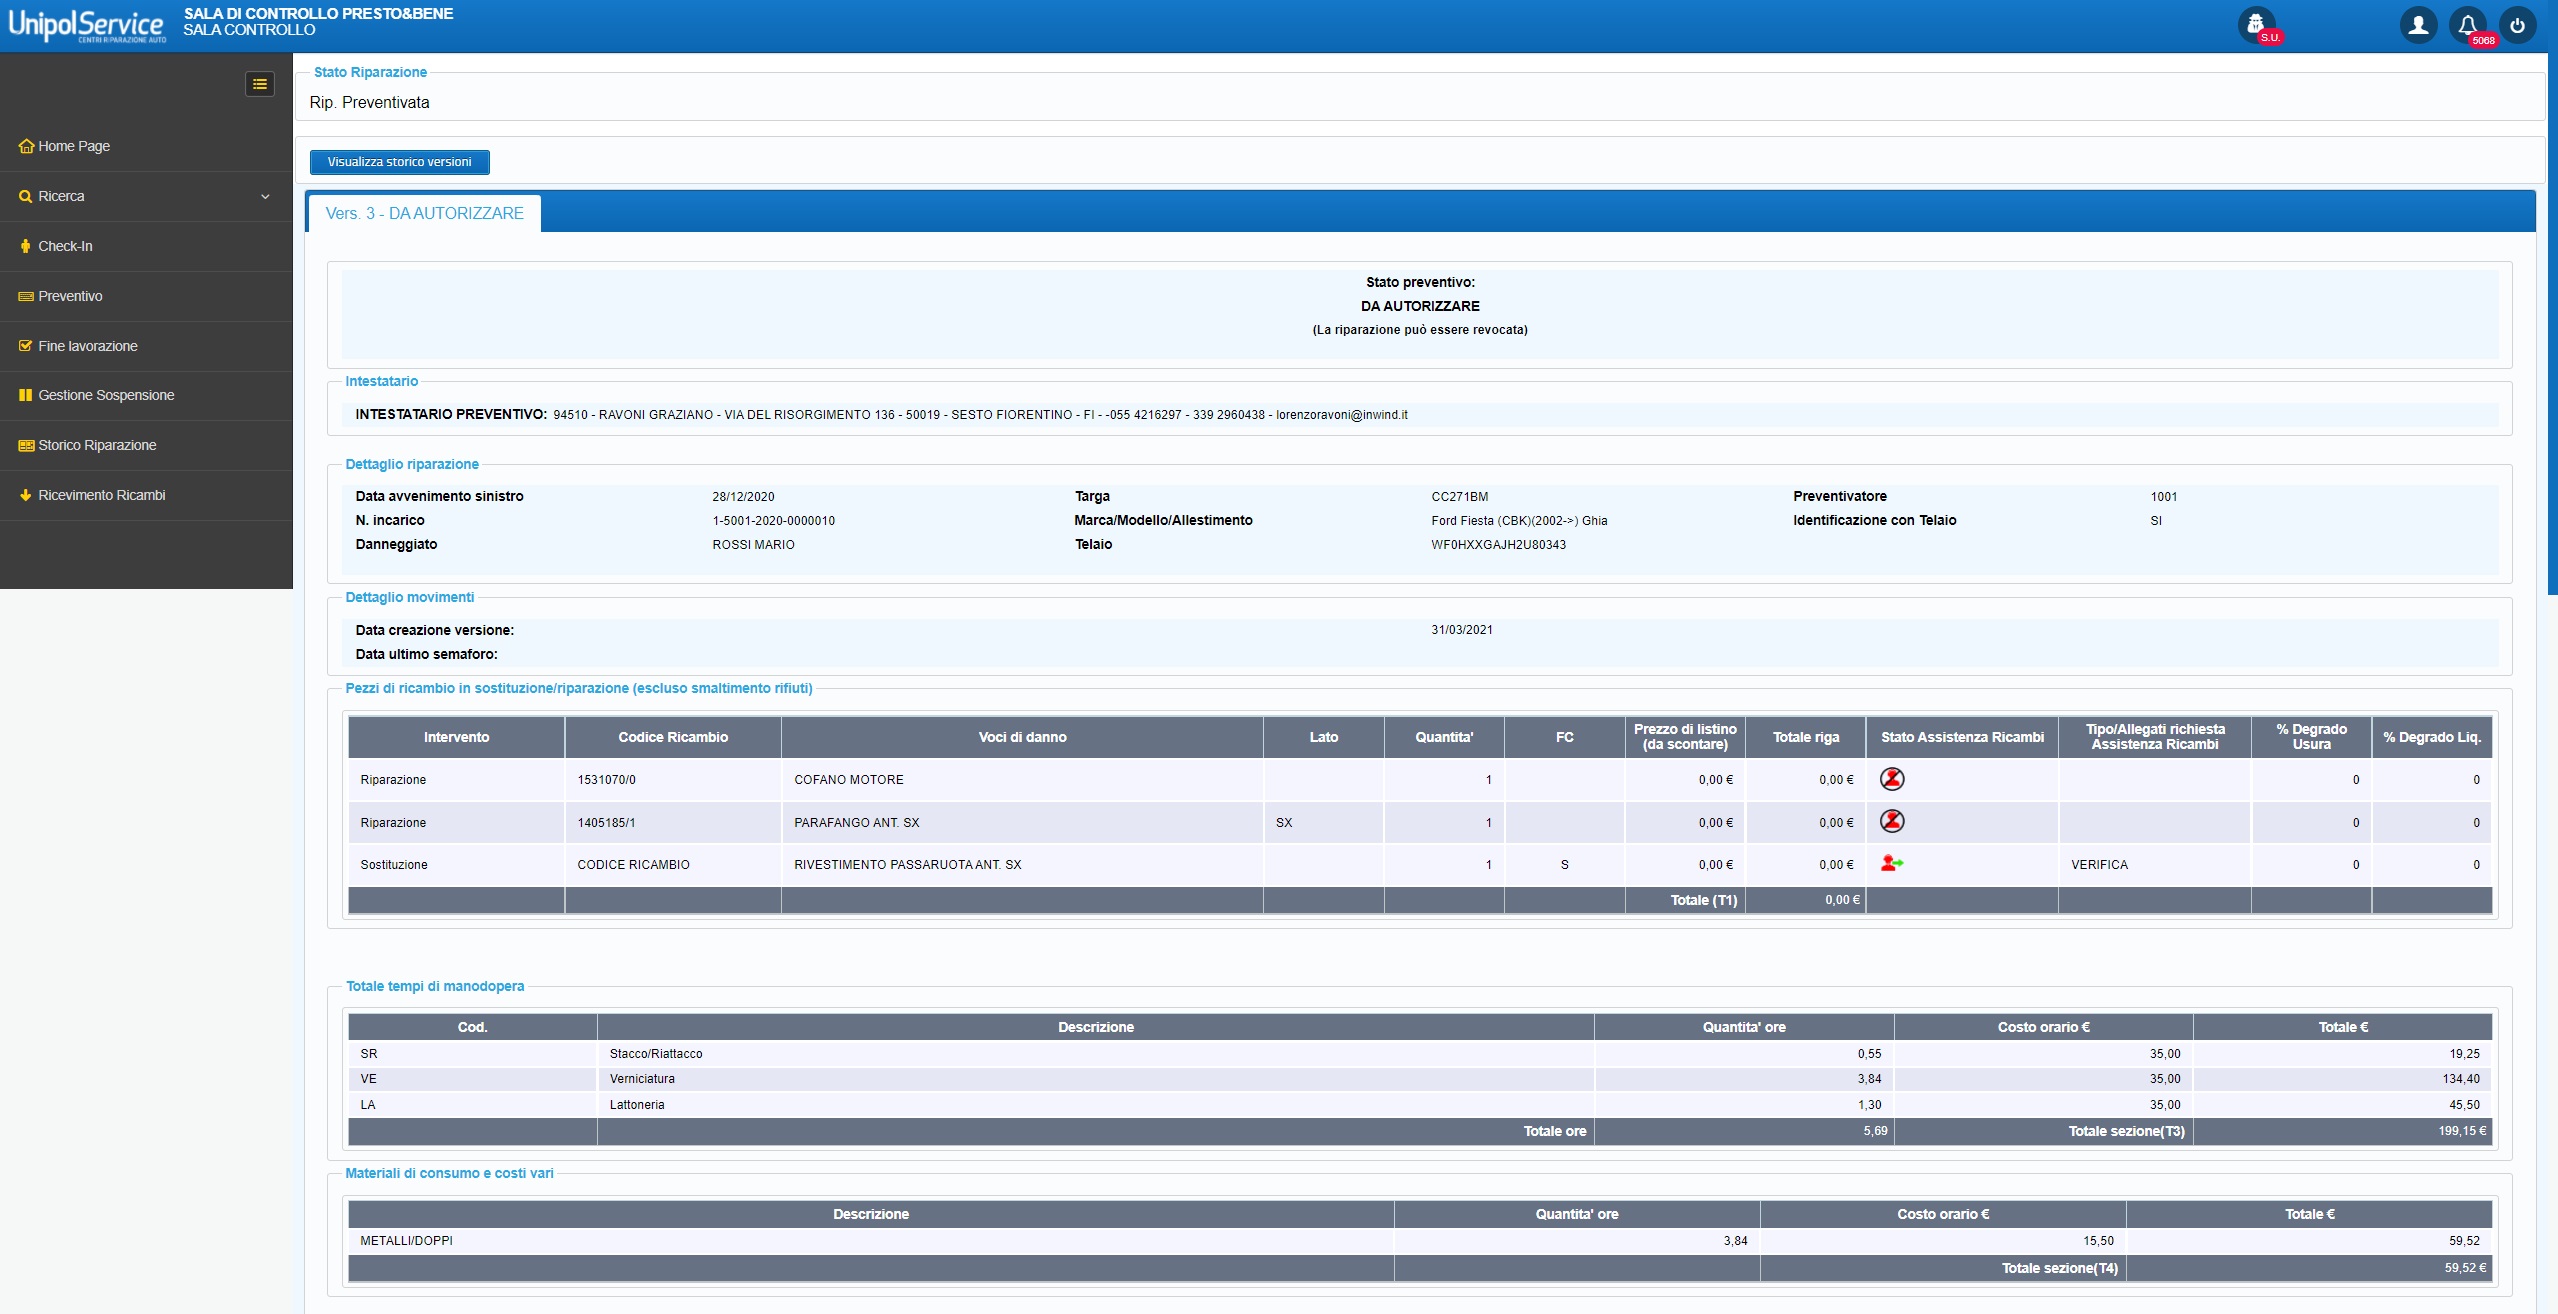 UnipolService
CENTRI RIPARAZIONE AUTO
SALA DI CONTROLLO PRESTO&BENE
SALA CONTROLLO
S.U.
5068
Home Page
Ricerca
Check-In
Preventivo
Fine lavorazione
Gestione Sospensione
Storico Riparazione
Ricevimento Ricambi
Stato Riparazione
Rip. Preventivata
Visualizza storico versioni
Vers. 3 - DA AUTORIZZARE
Stato preventivo:
DA AUTORIZZARE
(La riparazione può essere revocata)
Intestatario
INTESTATARIO PREVENTIVO: 94510 - RAVONI GRAZIANO - VIA DEL RISORGIMENTO 136 - 50019 - SESTO FIORENTINO - FI - -055 4216297 - 339 2960438 - lorenzoravoni@inwind.it
Dettaglio riparazione
Data avvenimento sinistro 28/12/2020 Targa CC271BM Preventivatore 1001
N. incarico 1-5001-2020-0000010 Marca/Modello/Allestimento Ford Fiesta (CBK)(2002->) Ghia Identificazione con Telaio SI
Danneggiato ROSSI MARIO Telaio WF0HXXGAJH2U80343
Dettaglio movimenti
Data creazione versione: 31/03/2021
Data ultimo semaforo:
Pezzi di ricambio in sostituzione/riparazione (escluso smaltimento rifiuti)
Intervento Codice Ricambio Voci di danno Lato Quantita' FC Prezzo di listino (da scontare) Totale riga Stato Assistenza Ricambi Tipo/Allegati richiesta Assistenza Ricambi % Degrado Usura % Degrado Liq.
Riparazione 1531070/0 COFANO MOTORE 1 0,00 € 0,00 € 0 0
Riparazione 1405185/1 PARAFANGO ANT. SX SX 1 0,00 € 0,00 € 0 0
Sostituzione CODICE RICAMBIO RIVESTIMENTO PASSARUOTA ANT. SX 1 S 0,00 € 0,00 € VERIFICA 0 0
Totale (T1) 0,00 €
Totale tempi di manodopera
Cod. Descrizione Quantita' ore Costo orario € Totale €
SR Stacco/Riattacco 0,55 35,00 19,25
VE Verniciatura 3,84 35,00 134,40
LA Lattoneria 1,30 35,00 45,50
Totale ore 5,69 Totale sezione(T3) 199,15 €
Materiali di consumo e costi vari
Descrizione Quantita' ore Costo orario € Totale €
METALLI/DOPPI 3,84 15,50 59,52
Totale sezione(T4) 59,52 €